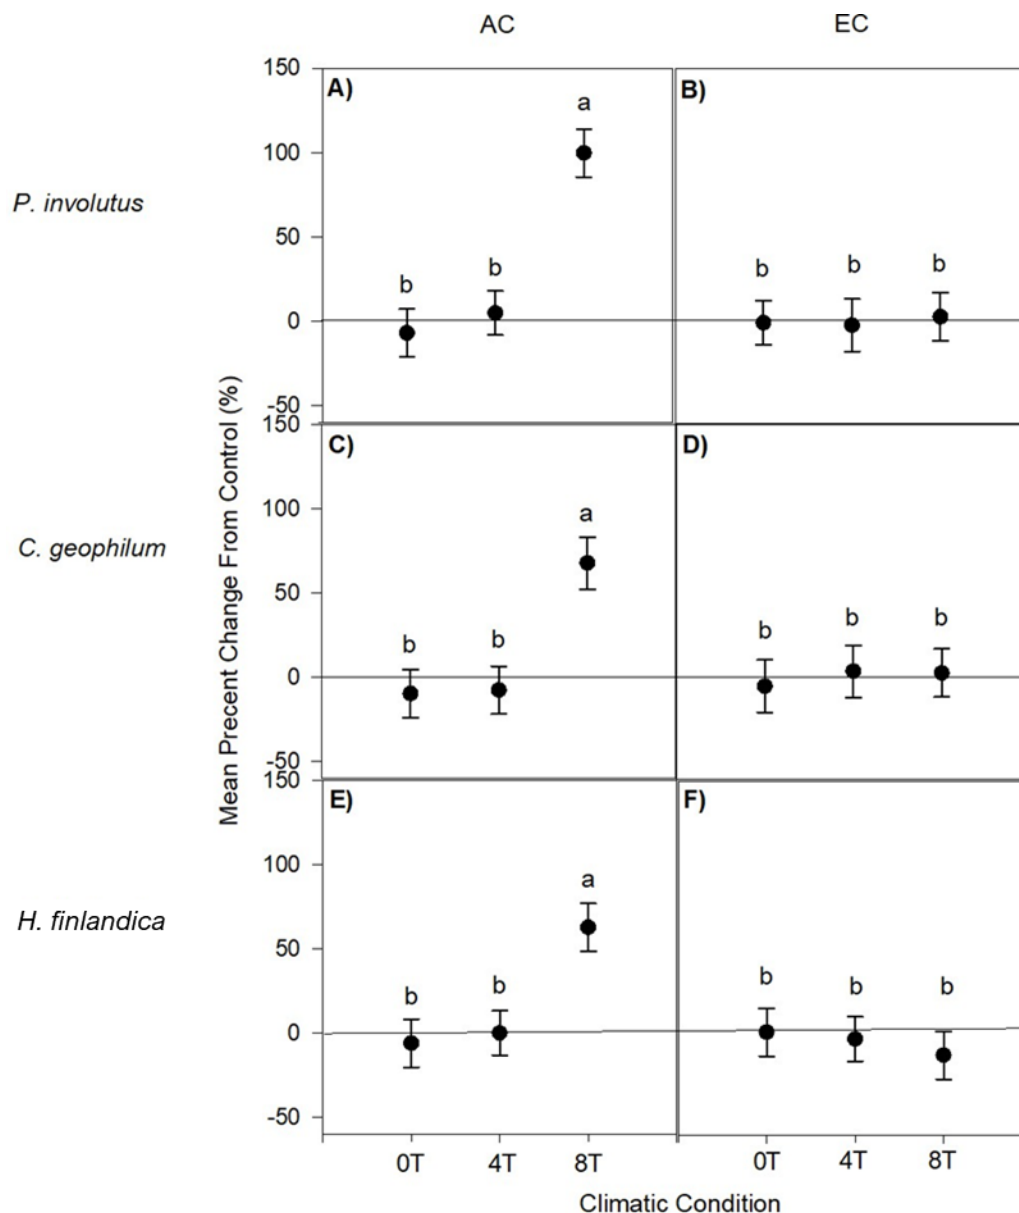 AC EC
150
A) a B)
100
P. involutus
50
b b b b b
0
-50
Mean Precent Change From Control (%)
150
C) D)
100
a
C. geophilum
50
b b b b b
0
-50
150
E) F)
100
a
H. finlandica
50
b b b b b
0
-50
0T 4T 8T 0T 4T 8T
Climatic Condition